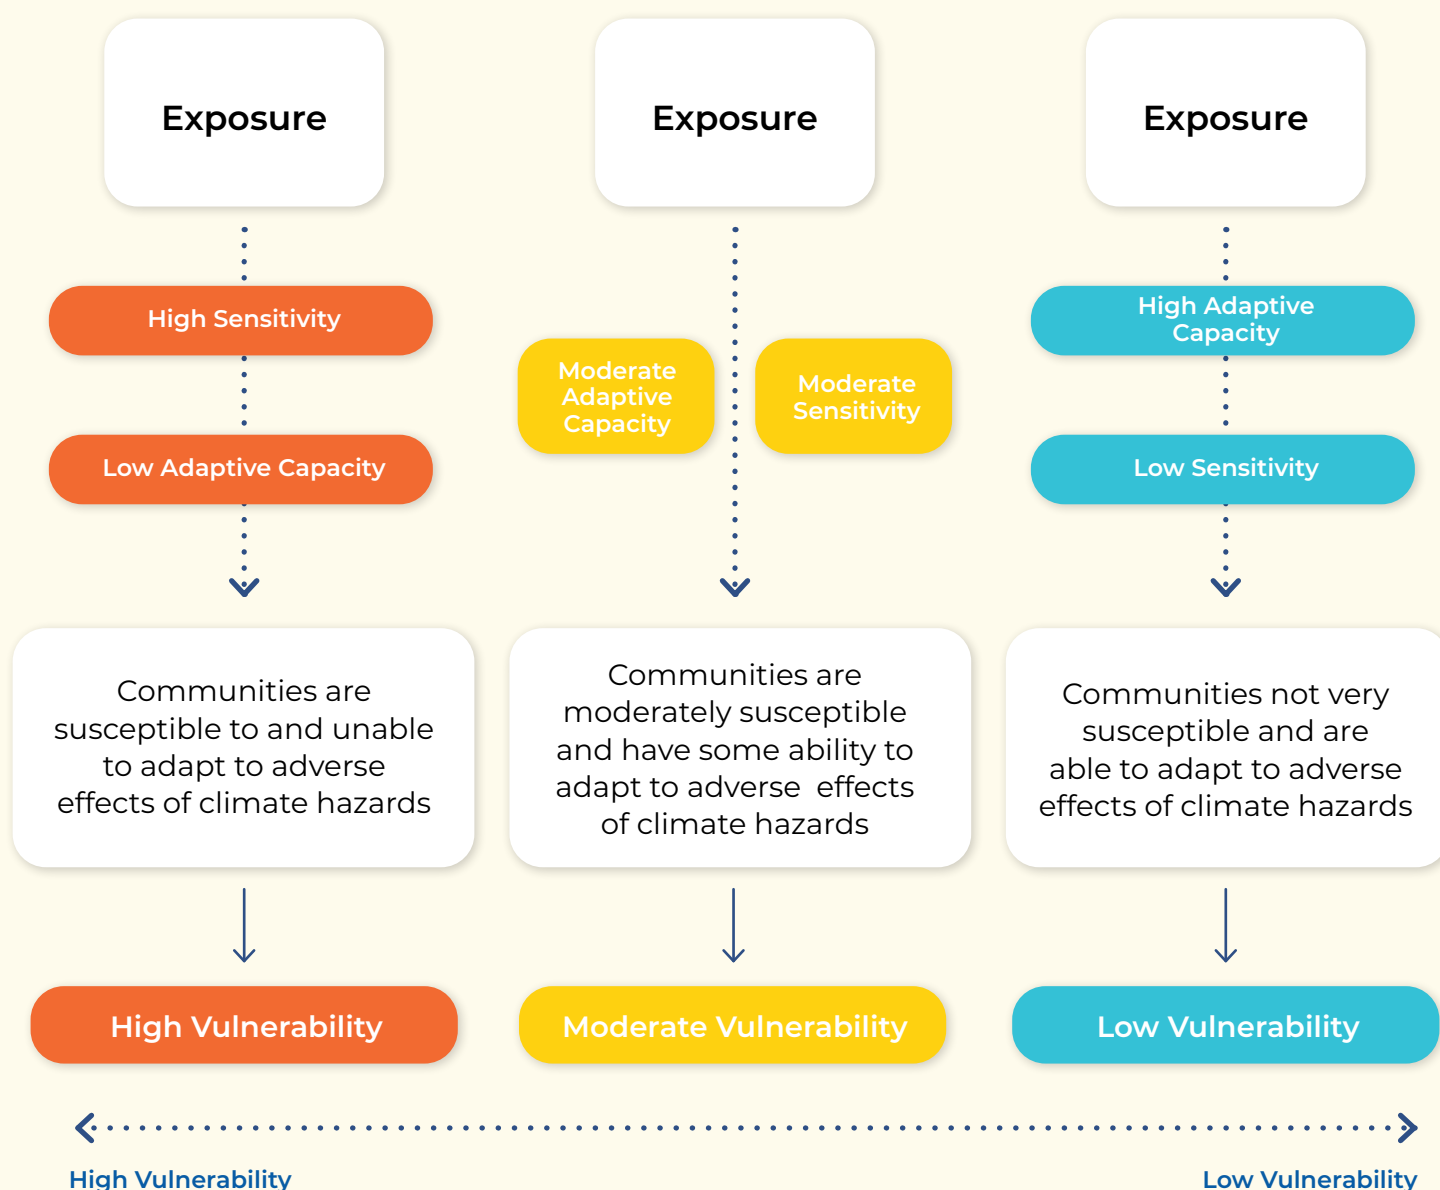 Exposure
High Sensitivity
Low Adaptive Capacity
Communities are
susceptible to and unable
to adapt to adverse
effects of climate hazards
High Vulnerability
Exposure
Moderate
Adaptive
Capacity
Moderate
Sensitivity
Communities are
moderately susceptible
and have some ability to
adapt to adverse  effects
of climate hazards
Moderate Vulnerability
Exposure
High Adaptive
Capacity
Low Sensitivity
Communities not very
susceptible and are
able to adapt to adverse
effects of climate hazards
Low Vulnerability
High Vulnerability
Low Vulnerability